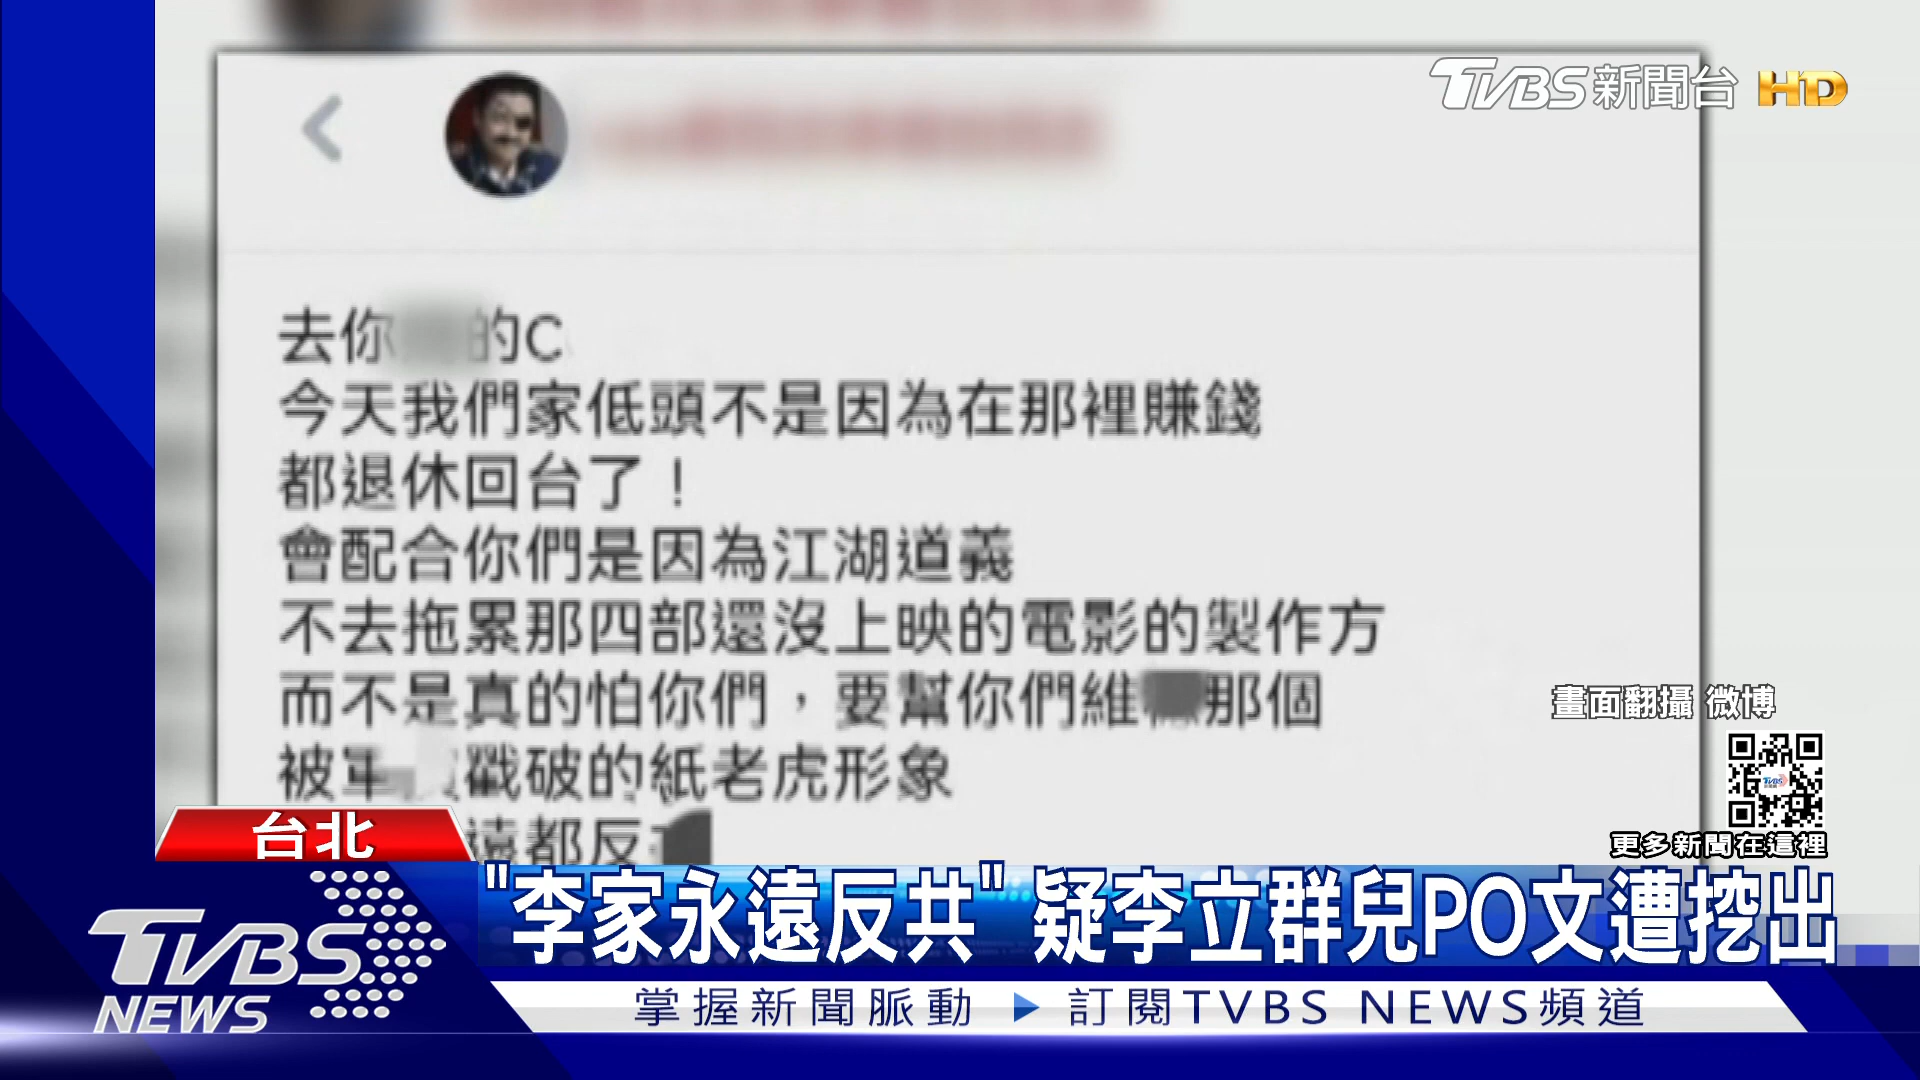 TVBS新聞台 HD
去你 的C
今天我們家低頭不是因為在那裡賺錢
都退休回台了！
會配合你們是因為江湖道義
不去拖累那四部還沒上映的電影的製作方
而不是真的怕你們，要幫你們維 那個
被軍 戳破的紙老虎形象
遠都反
畫面翻攝 微博
TVBS
更多新聞在這裡
台北
"李家永遠反共" 疑李立群兒PO文遭挖出
TVBS
NEWS
掌握新聞脈動 ▶ 訂閱TVBS NEWS頻道